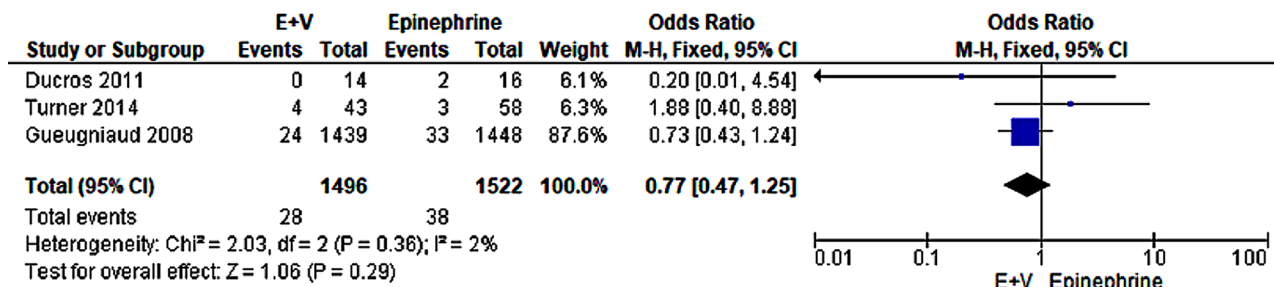 E+V Epinephrine Odds Ratio Odds Ratio
Study or Subgroup Events Total Events Total Weight M-H, Fixed, 95% CI M-H, Fixed, 95% CI
Ducros 2011 0 14 2 16 6.1% 0.20 [0.01, 4.54]
Turner 2014 4 43 3 58 6.3% 1.88 [0.40, 8.88]
Gueugniaud 2008 24 1439 33 1448 87.6% 0.73 [0.43, 1.24]
Total (95% CI) 1496 1522 100.0% 0.77 [0.47, 1.25]
Total events 28 38
Heterogeneity: Chi² = 2.03, df = 2 (P = 0.36); I² = 2%
Test for overall effect: Z = 1.06 (P = 0.29)
0.01 0.1 1 10 100
E+V Epinephrine